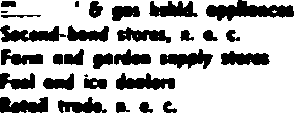 & gas hshld. appliances
Second-hand stores, n. e. c.
Farm and garden supply stores
Fuel and ice dealers
Retail trade, n. e. c.